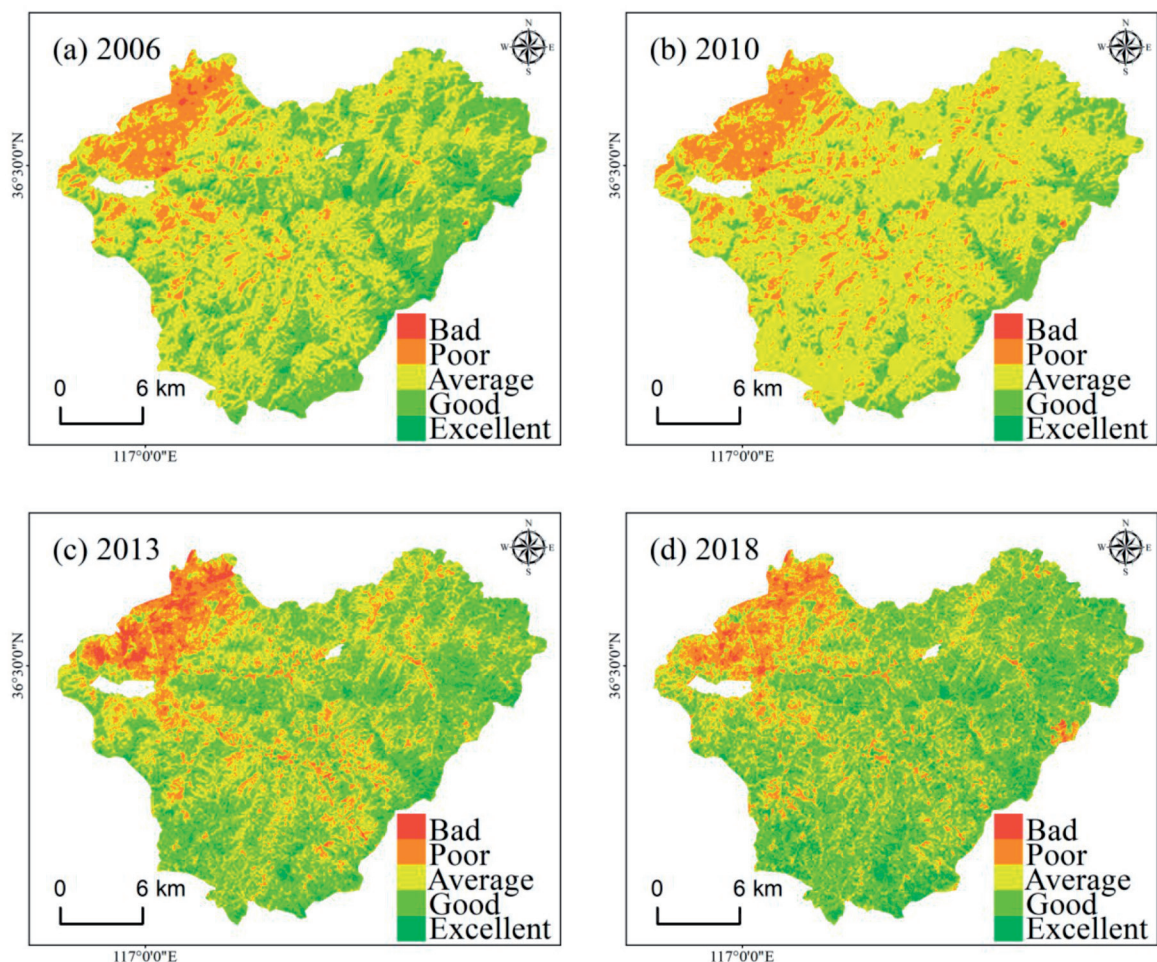 (a) 2006
N
W E
S
36°30'0"N
Bad
Poor
Average
Good
Excellent
0 6 km
117°0'0"E
(b) 2010
N
W E
S
36°30'0"N
Bad
Poor
Average
Good
Excellent
0 6 km
117°0'0"E
(c) 2013
N
W E
S
36°30'0"N
Bad
Poor
Average
Good
Excellent
0 6 km
117°0'0"E
(d) 2018
N
W E
S
36°30'0"N
Bad
Poor
Average
Good
Excellent
0 6 km
117°0'0"E